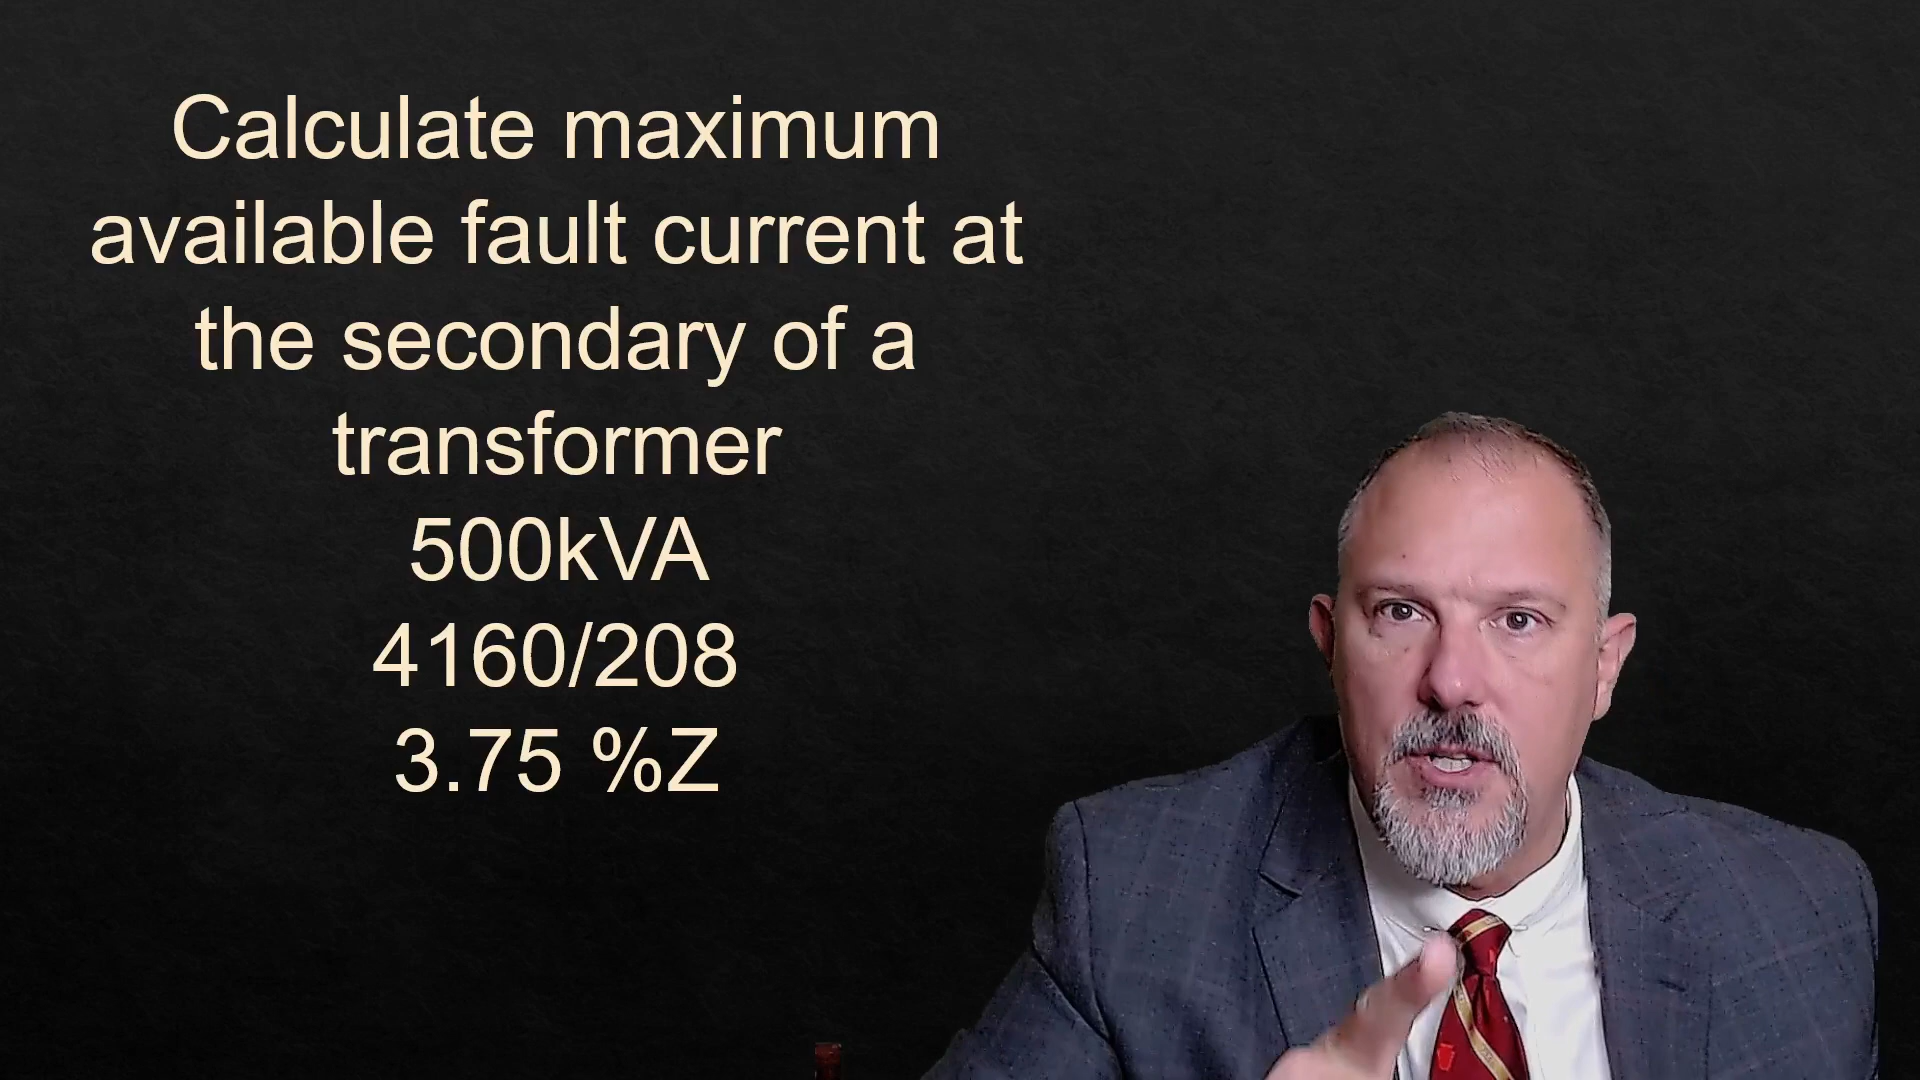 Calculate maximum
available fault current at
the secondary of a
transformer
500kVA
4160/208
3.75 %Z